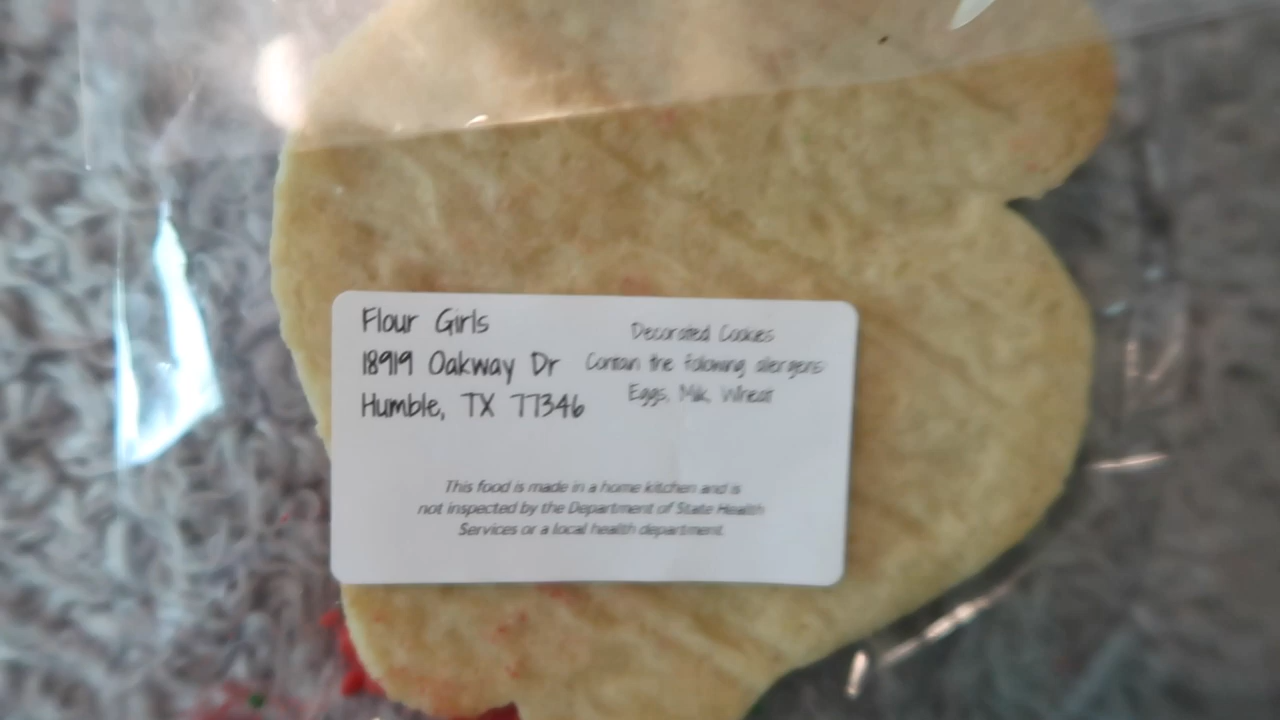 Flour Girls
18919 Oakway Dr
Humble, TX 77346
Decorated Cookies
Contain the following allergens:
Eggs, Milk, Wheat
This food is made in a home kitchen and is
not inspected by the Department of State Health
Services or a local health department.